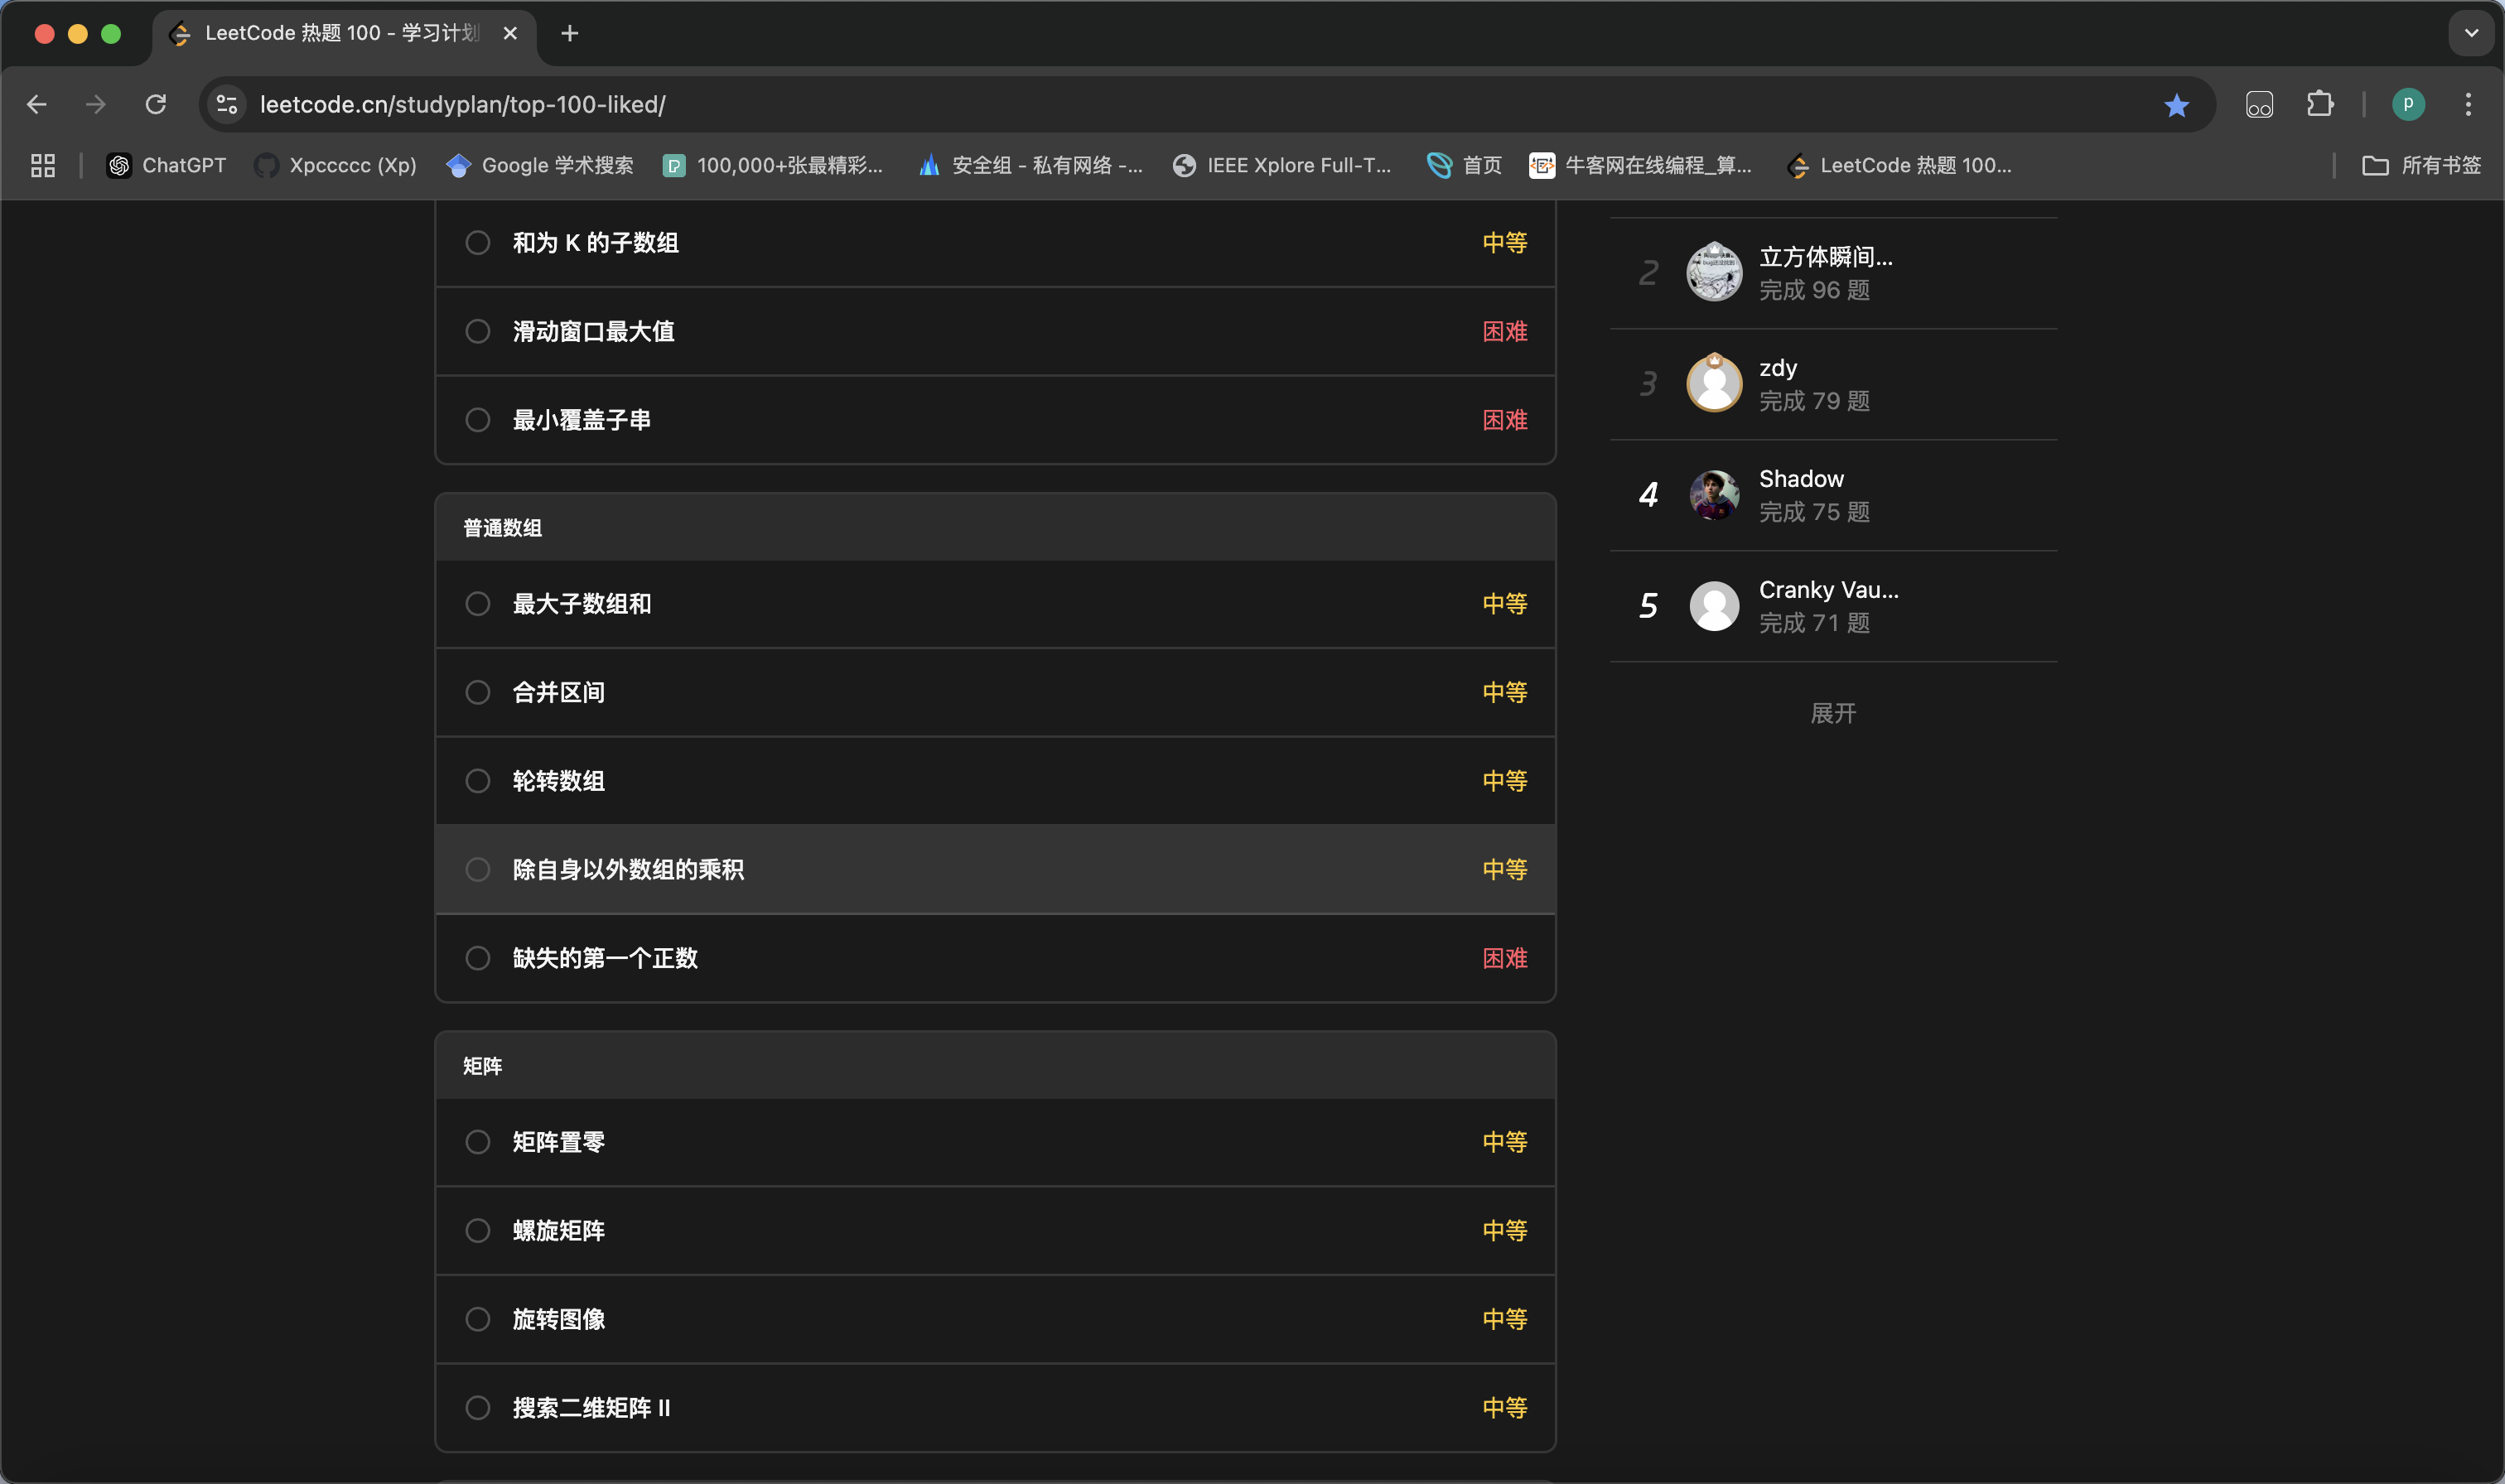 LeetCode 热题 100 - 学习计划
leetcode.cn/studyplan/top-100-liked/
p
ChatGPT
Xpccccc (Xp)
Google 学术搜索
100,000+张最精彩...
安全组 - 私有网络 -...
IEEE Xplore Full-T...
首页
牛客网在线编程_算...
LeetCode 热题 100...
所有书签
和为 K 的子数组
中等
滑动窗口最大值
困难
最小覆盖子串
困难
普通数组
最大子数组和
中等
合并区间
中等
轮转数组
中等
除自身以外数组的乘积
中等
缺失的第一个正数
困难
矩阵
矩阵置零
中等
螺旋矩阵
中等
旋转图像
中等
搜索二维矩阵 II
中等
2
立方体瞬间...
完成 96 题
3
zdy
完成 79 题
4
Shadow
完成 75 题
5
Cranky Vau...
完成 71 题
展开